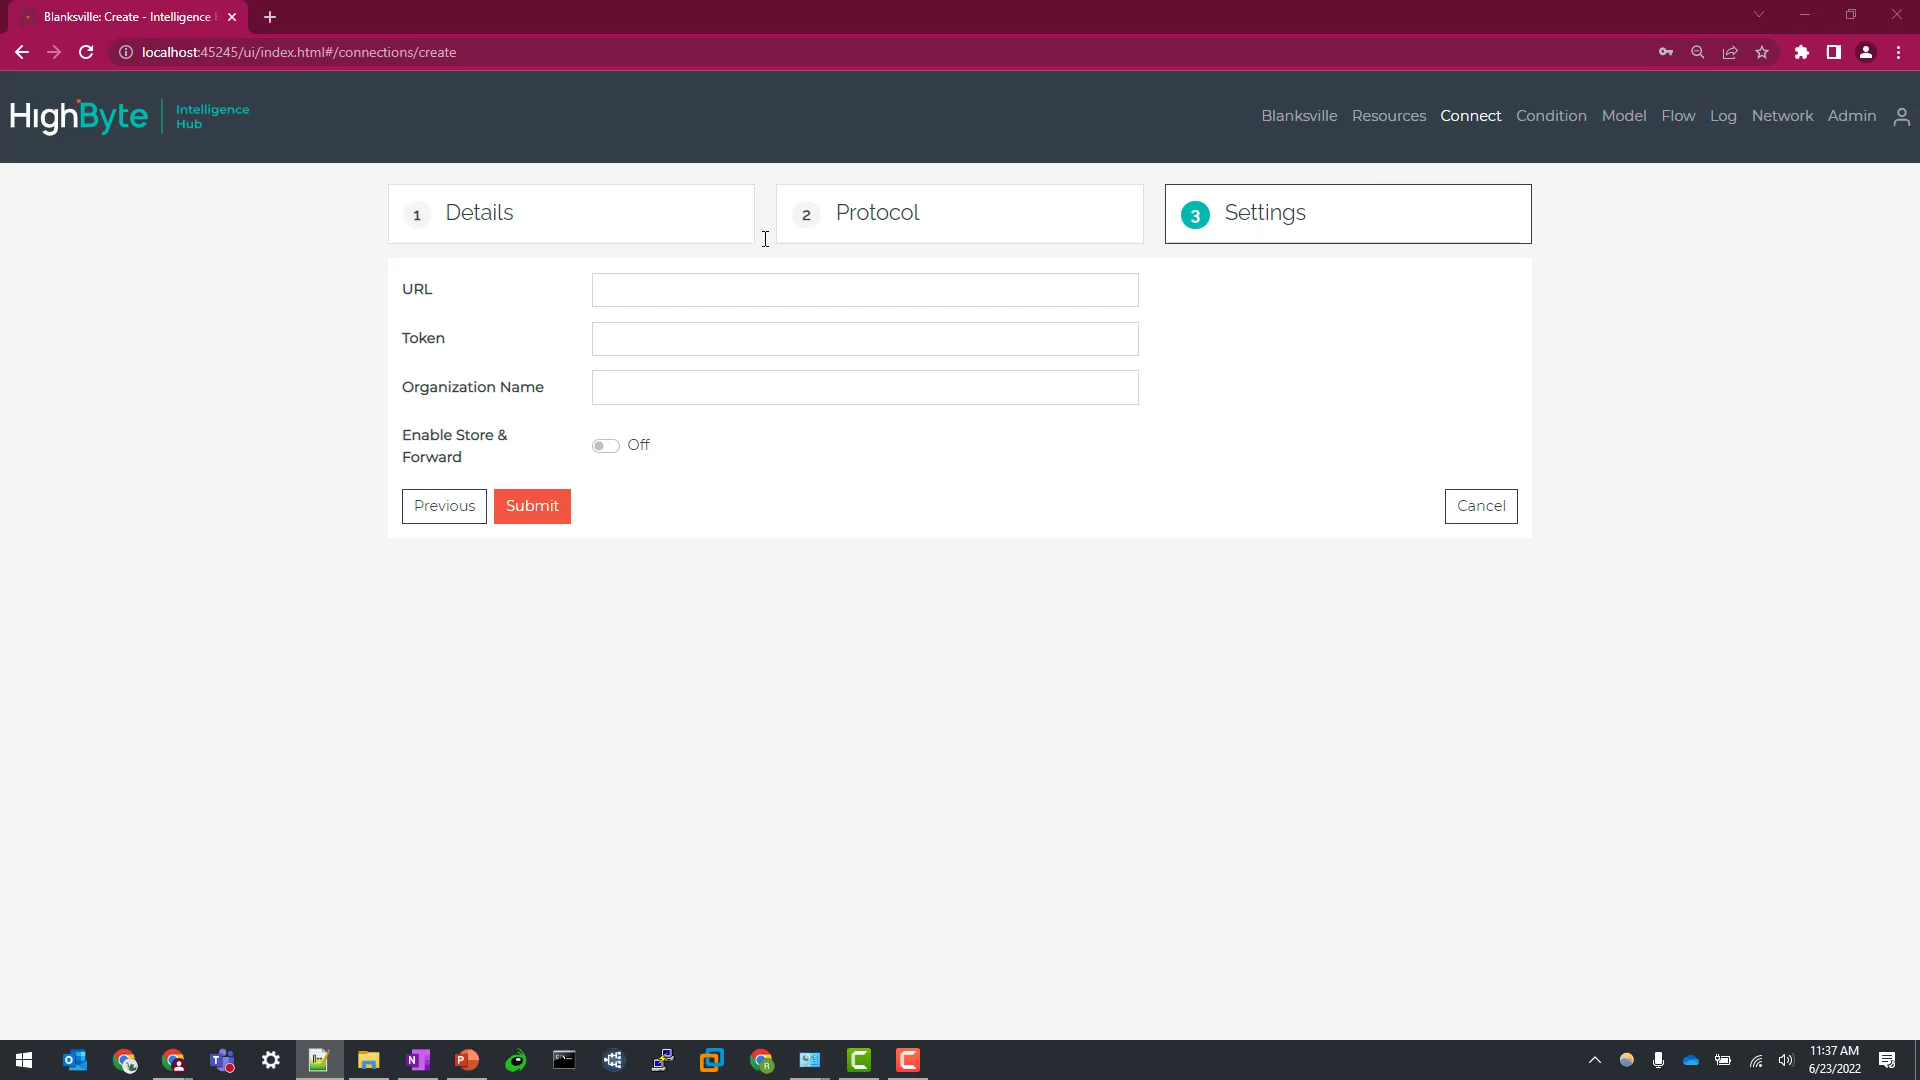 Blanksville: Create - Intelligence
localhost:45245/ui/index.html#/connections/create
HighByte
Intelligence
Hub
Blanksville Resources Connect Condition Model Flow Log Network Admin
1 Details
2 Protocol
3 Settings
URL
Token
Organization Name
Enable Store &
Forward
Off
Previous
Submit
Cancel
11:37 AM
6/23/2022